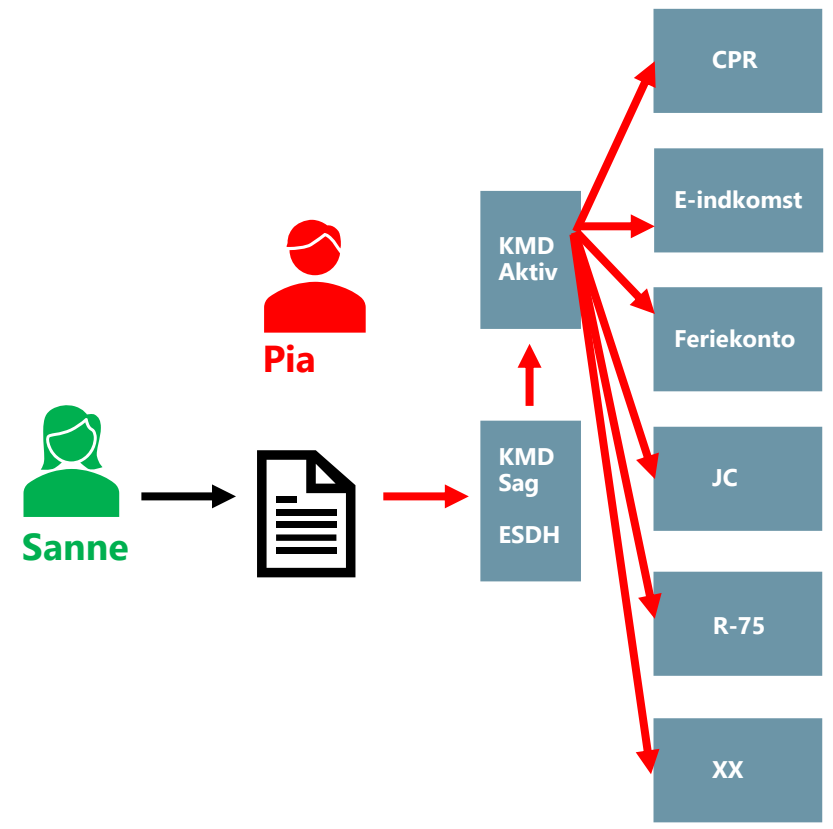 Sanne
Pia
KMD
Sag
ESDH
KMD
Aktiv
CPR
E-indkomst
Feriekonto
JC
R-75
XX